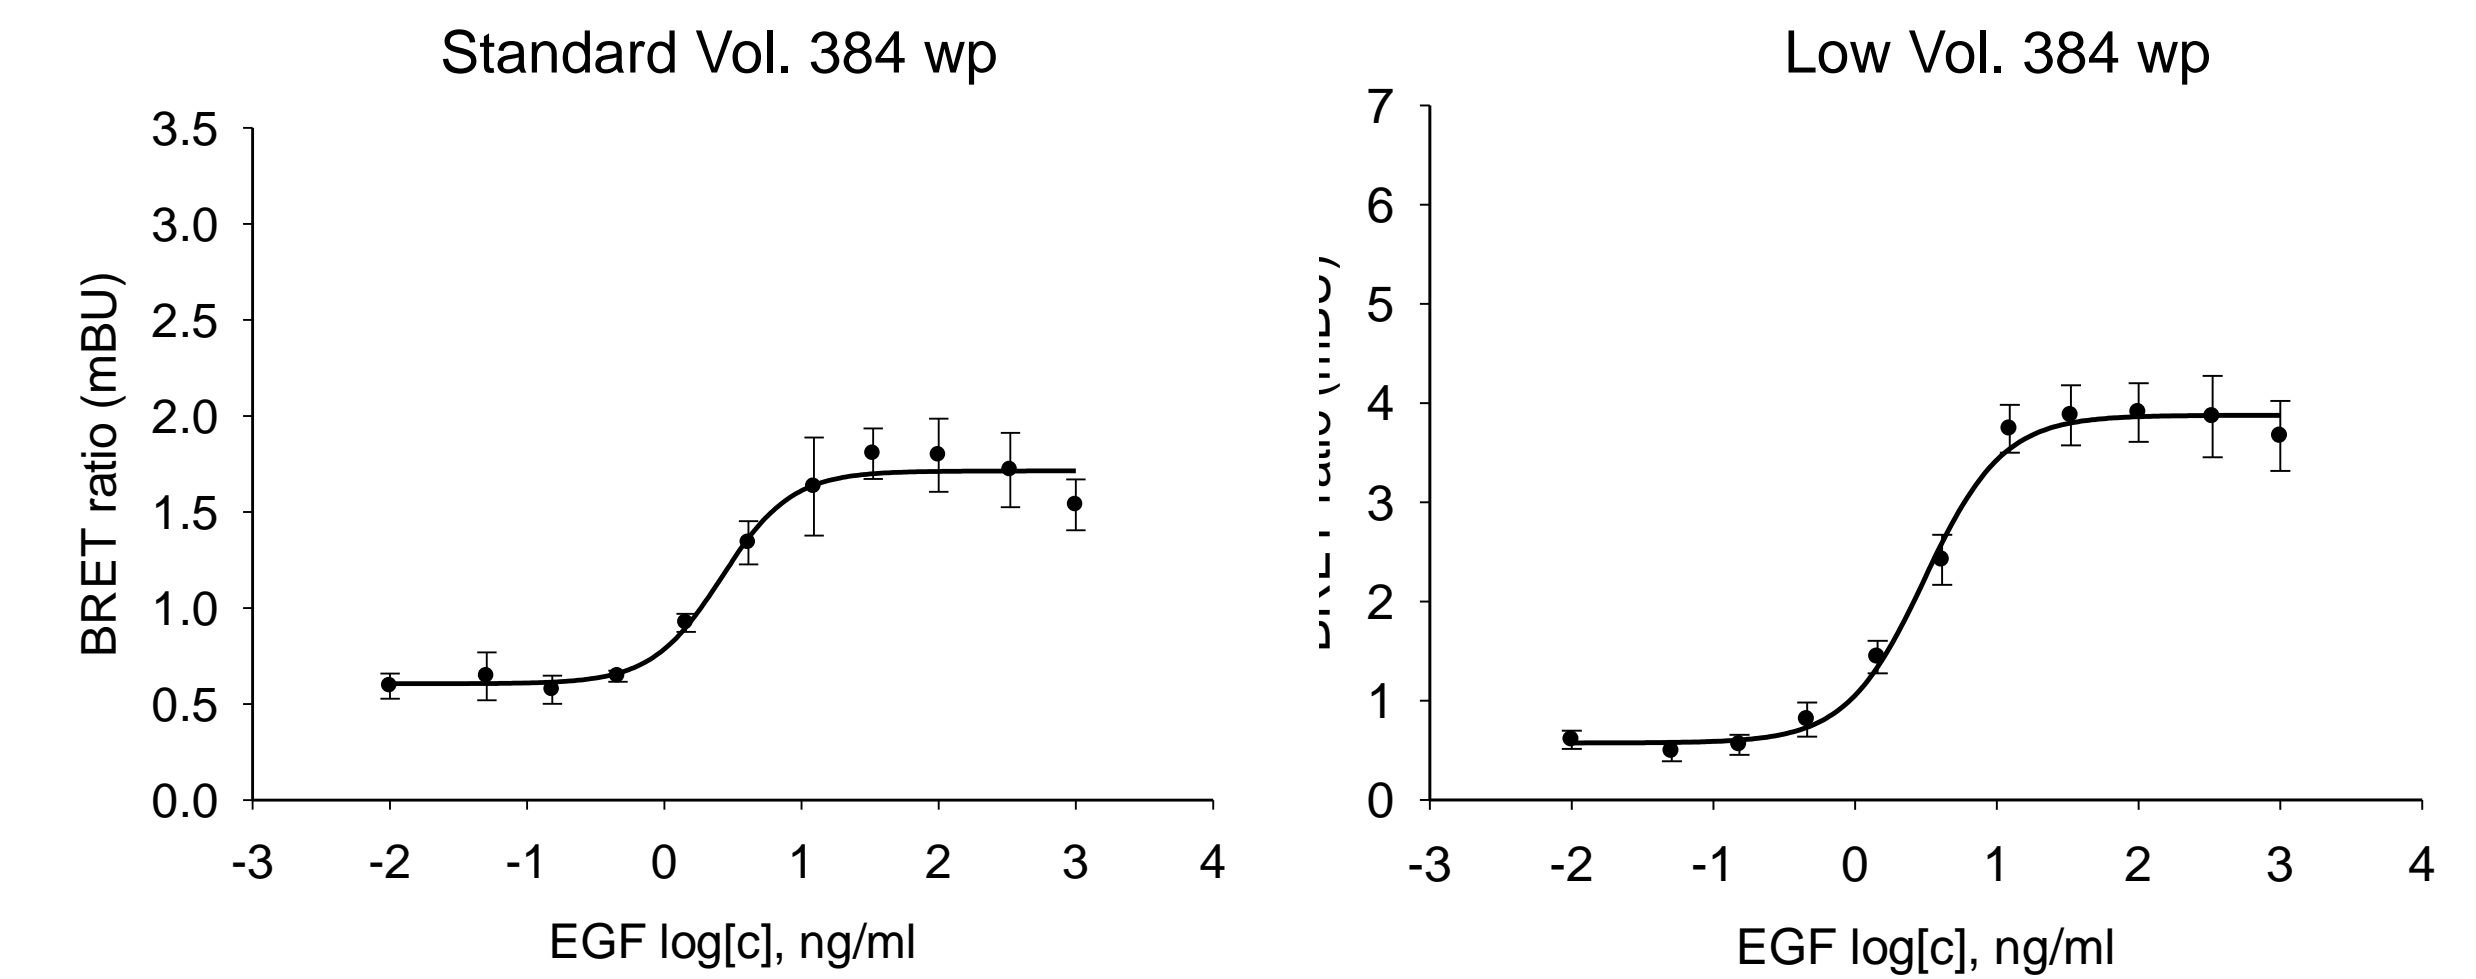 Standard Vol. 384 wp
3.5
3.0
2.5
2.0
1.5
1.0
0.5
0.0
BRET ratio (mBU)
-3 -2 -1 0 1 2 3 4
EGF log[c], ng/ml
Low Vol. 384 wp
7
6
5
4
3
2
1
0
BRET ratio (mBU)
-3 -2 -1 0 1 2 3 4
EGF log[c], ng/ml